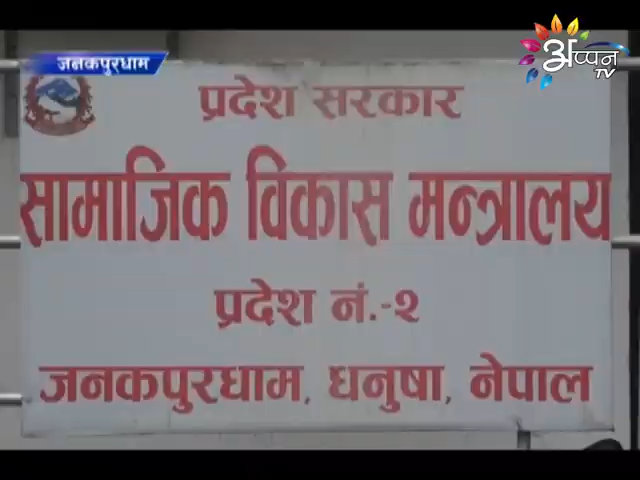 जनकपुरधाम
अप्पन
TV
प्रदेश सरकार
सामाजिक विकास मन्त्रालय
प्रदेश नं.-२
जनकपुरधाम, धनुषा, नेपाल